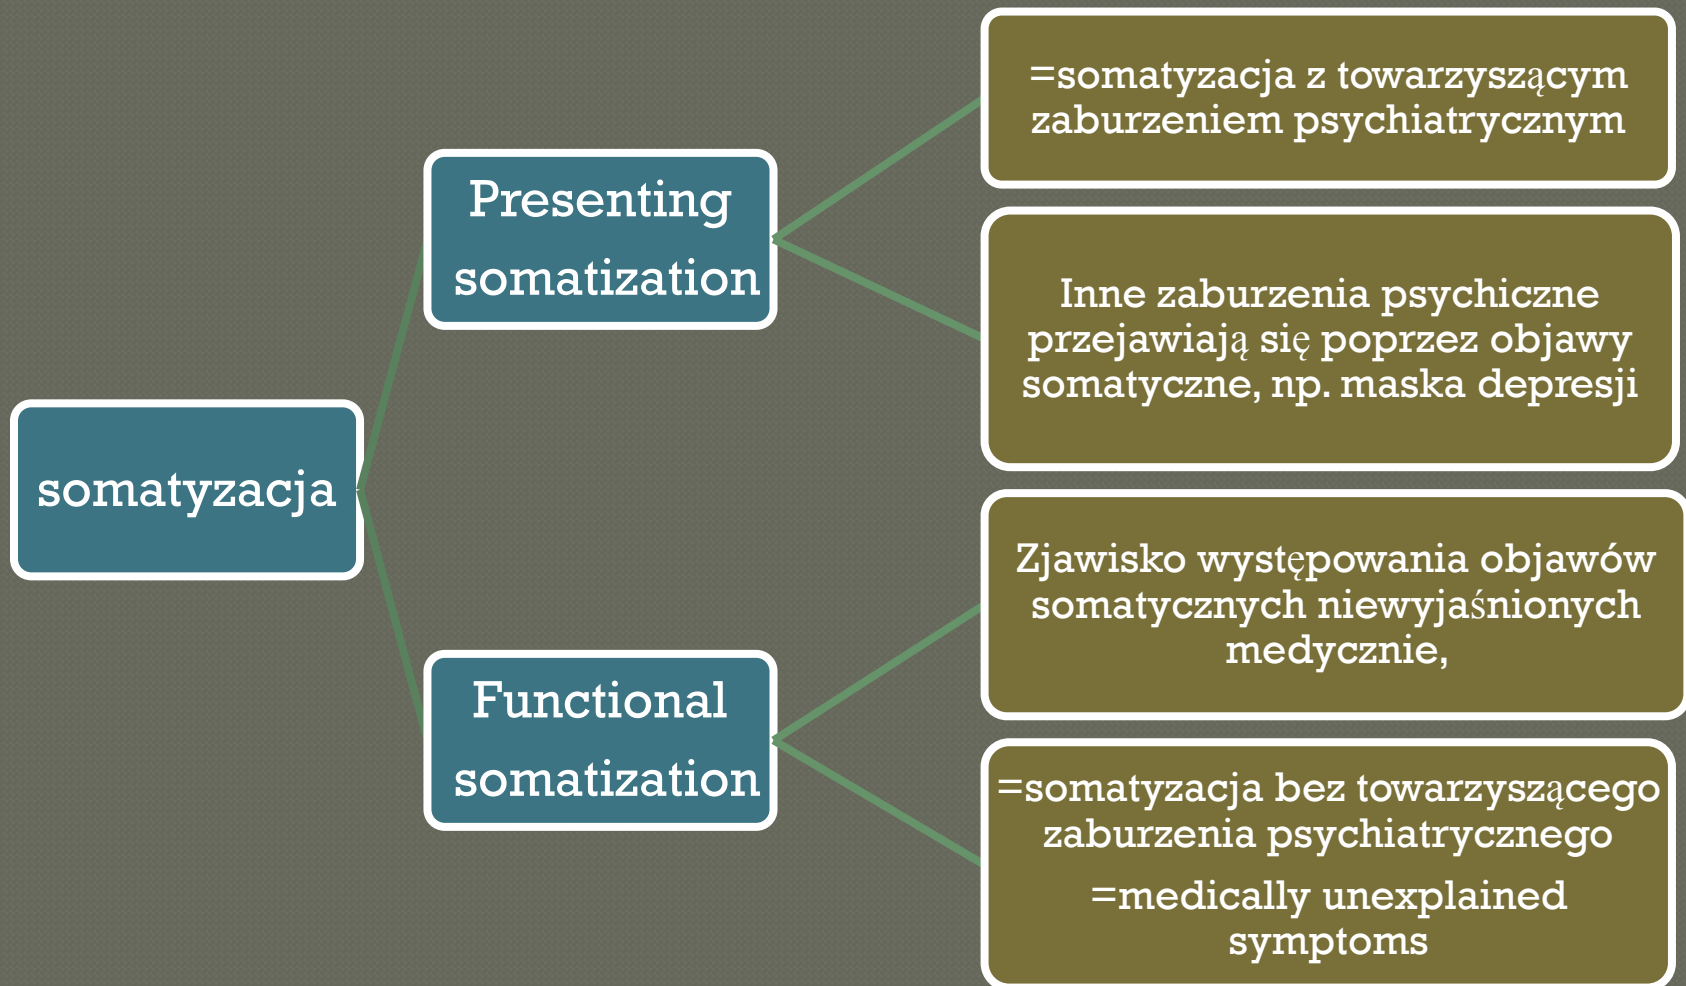 somatyzacja
Presenting
somatization
=somatyzacja z towarzyszącym
zaburzeniem psychiatrycznym
Inne zaburzenia psychiczne
przejawiają się poprzez objawy
somatyczne, np. maska depresji
Functional
somatization
Zjawisko występowania objawów
somatycznych niewyjaśnionych
medycznie,
=somatyzacja bez towarzyszącego
zaburzenia psychiatrycznego
=medically unexplained
symptoms